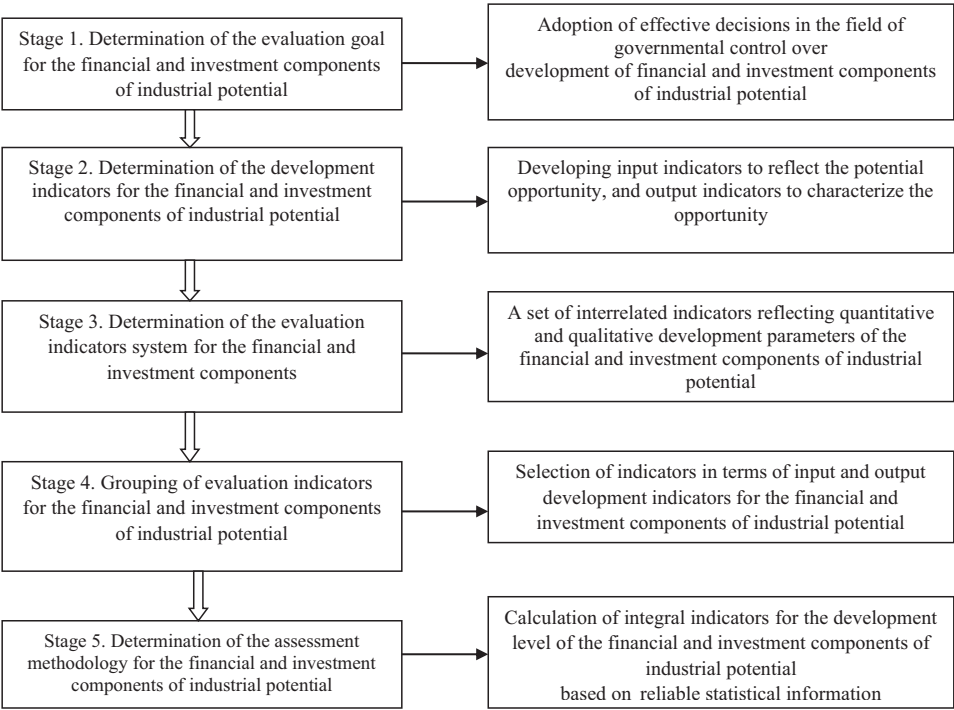 Stage 1. Determination of the evaluation goal
for the financial and investment components
of industrial potential
Adoption of effective decisions in the field of
governmental control over
development of financial and investment components
of industrial potential
Stage 2. Determination of the development
indicators for the financial and investment
components of industrial potential
Developing input indicators to reflect the potential
opportunity, and output indicators to characterize the
opportunity
Stage 3. Determination of the evaluation
indicators system for the financial and
investment components
A set of interrelated indicators reflecting quantitative
and qualitative development parameters of the
financial and investment components of industrial
potential
Stage 4. Grouping of evaluation indicators
for the financial and investment components
of industrial potential
Selection of indicators in terms of input and output
development indicators for the financial and
investment components of industrial potential
Stage 5. Determination of the assessment
methodology for the financial and investment
components of industrial potential
Calculation of integral indicators for the development
level of the financial and investment components of
industrial potential
based on reliable statistical information